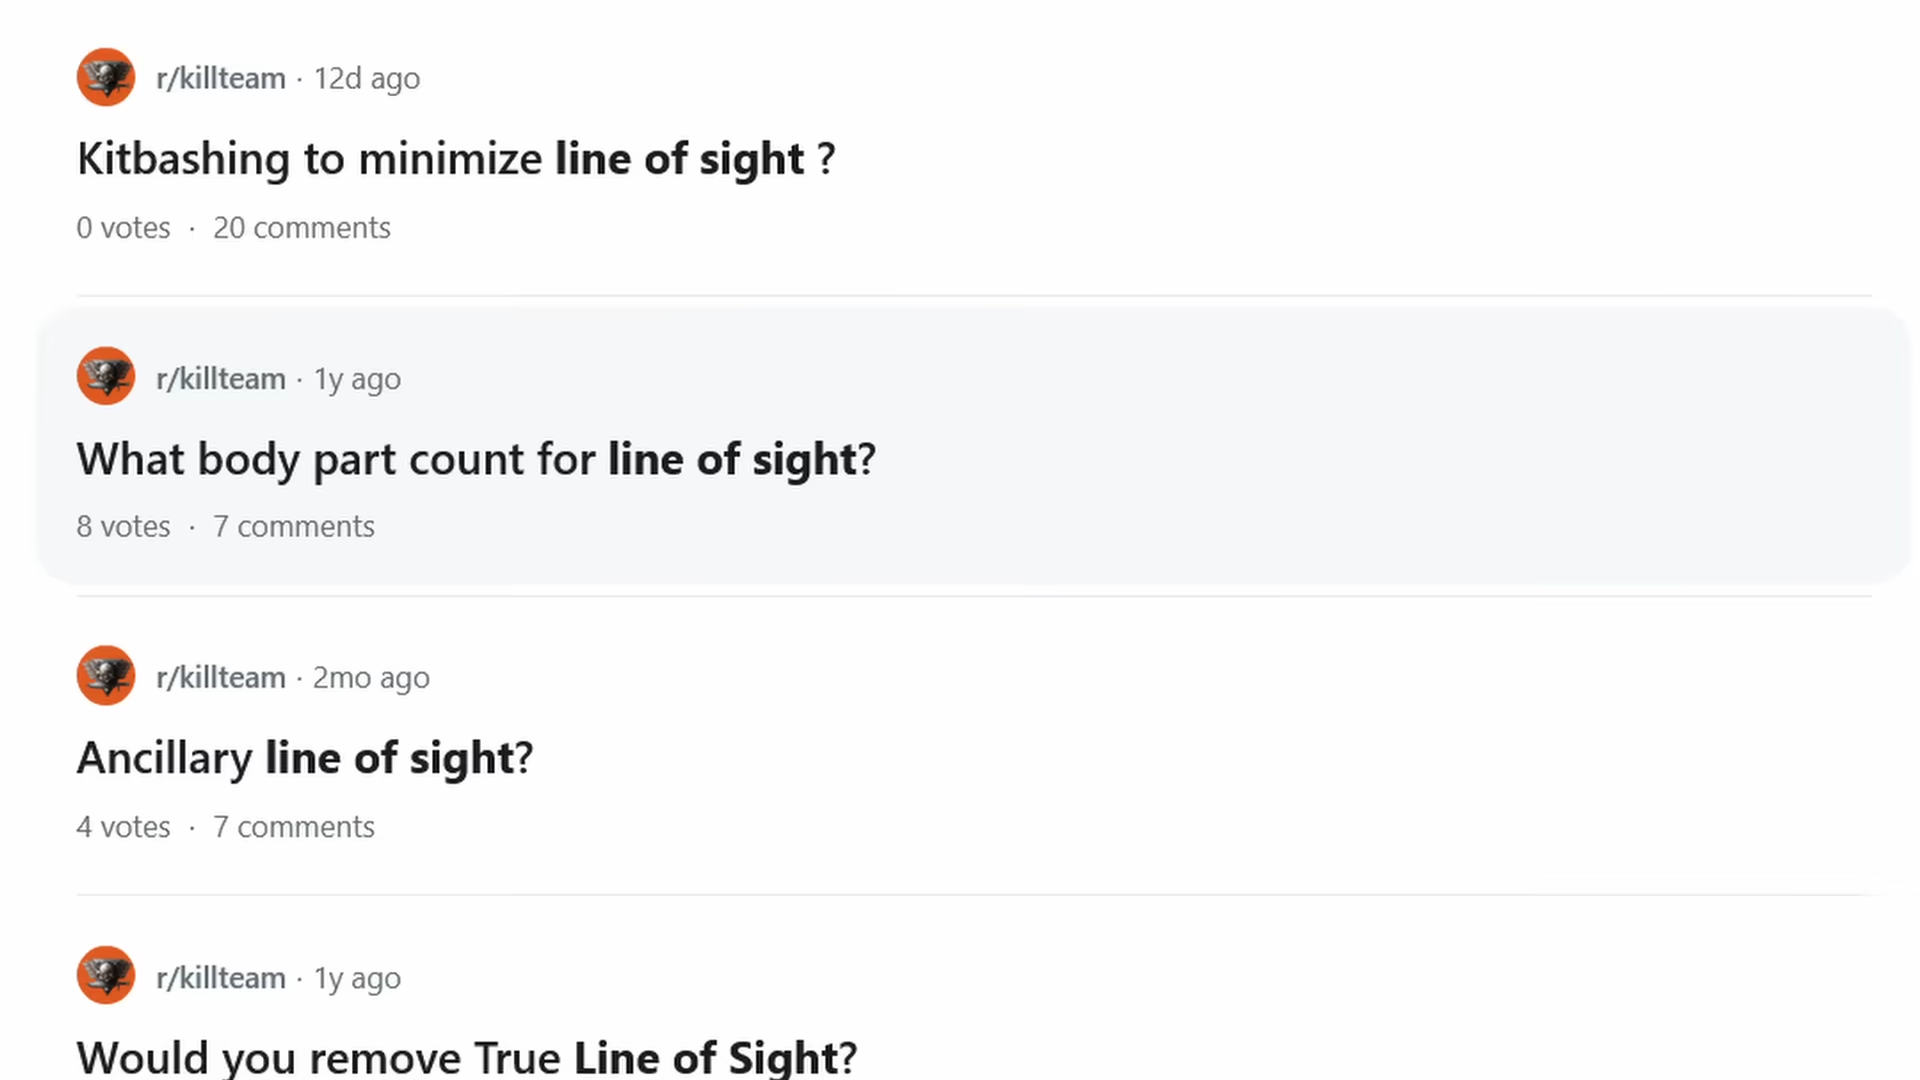 r/killteam · 12d ago
Kitbashing to minimize line of sight ?
0 votes · 20 comments
r/killteam · 1y ago
What body part count for line of sight?
8 votes · 7 comments
r/killteam · 2mo ago
Ancillary line of sight?
4 votes · 7 comments
r/killteam · 1y ago
Would you remove True Line of Sight?